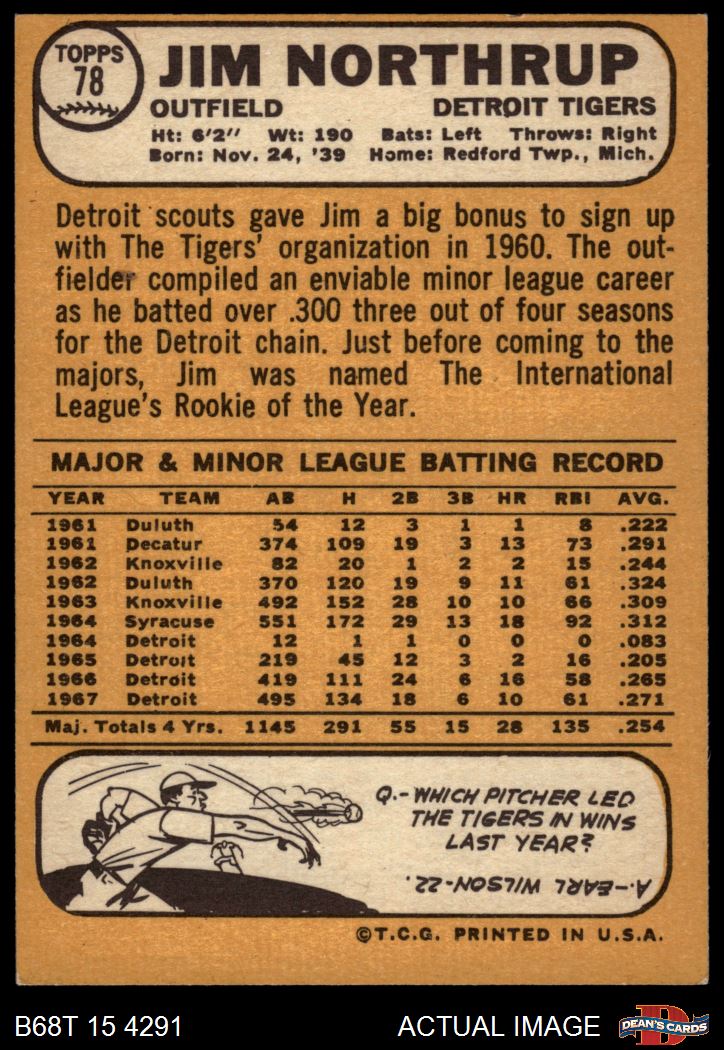 TOPPS
78
JIM NORTHRUP
OUTFIELD DETROIT TIGERS
Ht: 6'2" Wt: 190 Bats: Left Throws: Right
Born: Nov. 24, '39 Home: Redford Twp., Mich.
Detroit scouts gave Jim a big bonus to sign up
with The Tigers' organization in 1960. The out-
fielder compiled an enviable minor league career
as he batted over .300 three out of four seasons
for the Detroit chain. Just before coming to the
majors, Jim was named The International
League's Rookie of the Year.
MAJOR & MINOR LEAGUE BATTING RECORD
YEAR TEAM AB H 2B 3B HR RBI AVG.
1961 Duluth 54 12 3 1 1 8 .222
1961 Decatur 374 109 19 3 13 73 .291
1962 Knoxville 82 20 1 2 2 15 .244
1962 Duluth 370 120 19 9 11 61 .324
1963 Knoxville 492 152 28 10 10 66 .309
1964 Syracuse 551 172 29 13 18 92 .312
1964 Detroit 12 1 1 0 0 0 .083
1965 Detroit 219 45 12 3 2 16 .205
1966 Detroit 419 111 24 6 16 58 .265
1967 Detroit 495 134 18 6 10 61 .271
Maj. Totals 4 Yrs. 1145 291 55 15 28 135 .254
Q.-WHICH PITCHER LED
THE TIGERS IN WINS
LAST YEAR?
A.-EARL WILSON-22.
©T.C.G. PRINTED IN U.S.A.
B68T 15 4291 ACTUAL IMAGE D DEAN'S CARDS